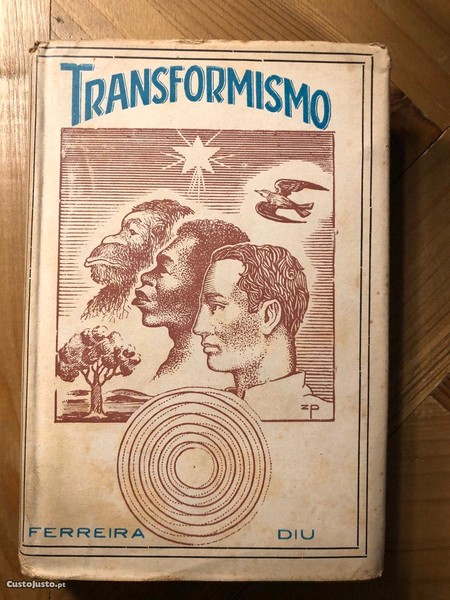 TRANSFORMISMO
ZP
FERREIRA DIU
CustoJusto.pt